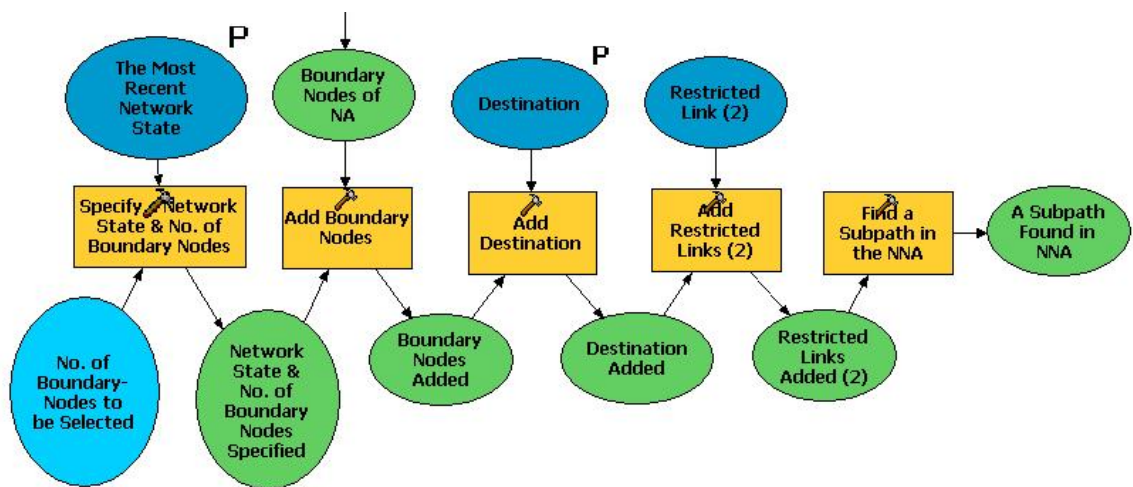 P
The Most
Recent
Network
State
Boundary
Nodes of
NA
P
Destination
Restricted
Link (2)
Specify Network
State & No. of
Boundary Nodes
Add Boundary
Nodes
Add
Destination
Add
Restricted
Links (2)
Find a
Subpath in
the NNA
A Subpath
Found in
NNA
No. of
Boundary-
Nodes to
be Selected
Network
State &
No. of
Boundary
Nodes
Specified
Boundary
Nodes
Added
Destination
Added
Restricted
Links
Added (2)